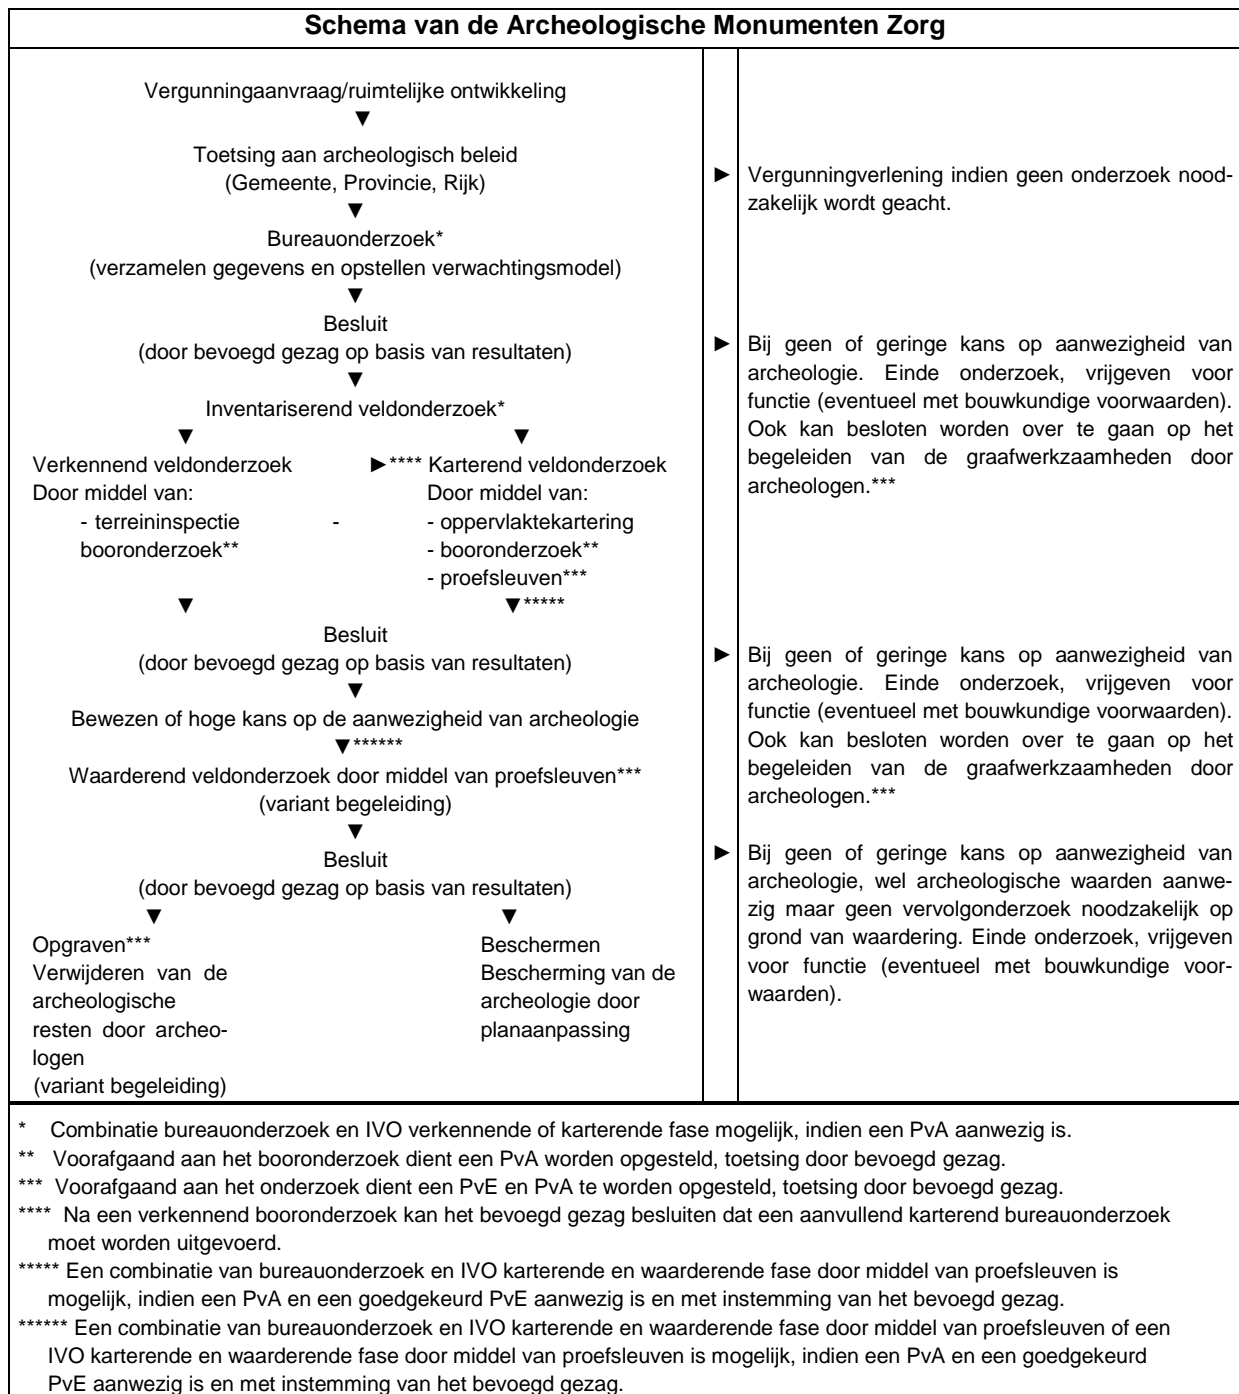 Schema van de Archeologische Monumenten Zorg
Vergunningaanvraag/ruimtelijke ontwikkeling
▼
Toetsing aan archeologisch beleid
(Gemeente, Provincie, Rijk)
▼
► Vergunningverlening indien geen onderzoek nood-
zakelijk wordt geacht.
Bureauonderzoek*
(verzamelen gegevens en opstellen verwachtingsmodel)
▼
Besluit
(door bevoegd gezag op basis van resultaten)
▼
► Bij geen of geringe kans op aanwezigheid van
archeologie. Einde onderzoek, vrijgeven voor
functie (eventueel met bouwkundige voorwaarden).
Ook kan besloten worden over te gaan op het
begeleiden van de graafwerkzaamheden door
archeologen.***
Inventariserend veldonderzoek*
▼ ▼
Verkennend veldonderzoek ►**** Karterend veldonderzoek
Door middel van: Door middel van:
- terreininspectie - - oppervlaktekartering
booronderzoek** - booronderzoek**
- proefsleuven***
▼ ▼*****
Besluit
(door bevoegd gezag op basis van resultaten)
▼
► Bij geen of geringe kans op aanwezigheid van
archeologie. Einde onderzoek, vrijgeven voor
functie (eventueel met bouwkundige voorwaarden).
Ook kan besloten worden over te gaan op het
begeleiden van de graafwerkzaamheden door
archeologen.***
Bewezen of hoge kans op de aanwezigheid van archeologie
▼******
Waarderend veldonderzoek door middel van proefsleuven***
(variant begeleiding)
▼
Besluit
(door bevoegd gezag op basis van resultaten)
▼ ▼
► Bij geen of geringe kans op aanwezigheid van
archeologie, wel archeologische waarden aanwe-
zig maar geen vervolgonderzoek noodzakelijk op
grond van waardering. Einde onderzoek, vrijgeven
voor functie (eventueel met bouwkundige voor-
waarden).
Opgraven***
Verwijderen van de
archeologische
resten door archeo-
logen
(variant begeleiding)
Beschermen
Bescherming van de
archeologie door
planaanpassing
* Combinatie bureauonderzoek en IVO verkennende of karterende fase mogelijk, indien een PvA aanwezig is.
** Voorafgaand aan het booronderzoek dient een PvA worden opgesteld, toetsing door bevoegd gezag.
*** Voorafgaand aan het onderzoek dient een PvE en PvA te worden opgesteld, toetsing door bevoegd gezag.
**** Na een verkennend booronderzoek kan het bevoegd gezag besluiten dat een aanvullend karterend bureauonderzoek
moet worden uitgevoerd.
***** Een combinatie van bureauonderzoek en IVO karterende en waarderende fase door middel van proefsleuven is
mogelijk, indien een PvA en een goedgekeurd PvE aanwezig is en met instemming van het bevoegd gezag.
****** Een combinatie van bureauonderzoek en IVO karterende en waarderende fase door middel van proefsleuven of een
IVO karterende en waarderende fase door middel van proefsleuven is mogelijk, indien een PvA en een goedgekeurd
PvE aanwezig is en met instemming van het bevoegd gezag.